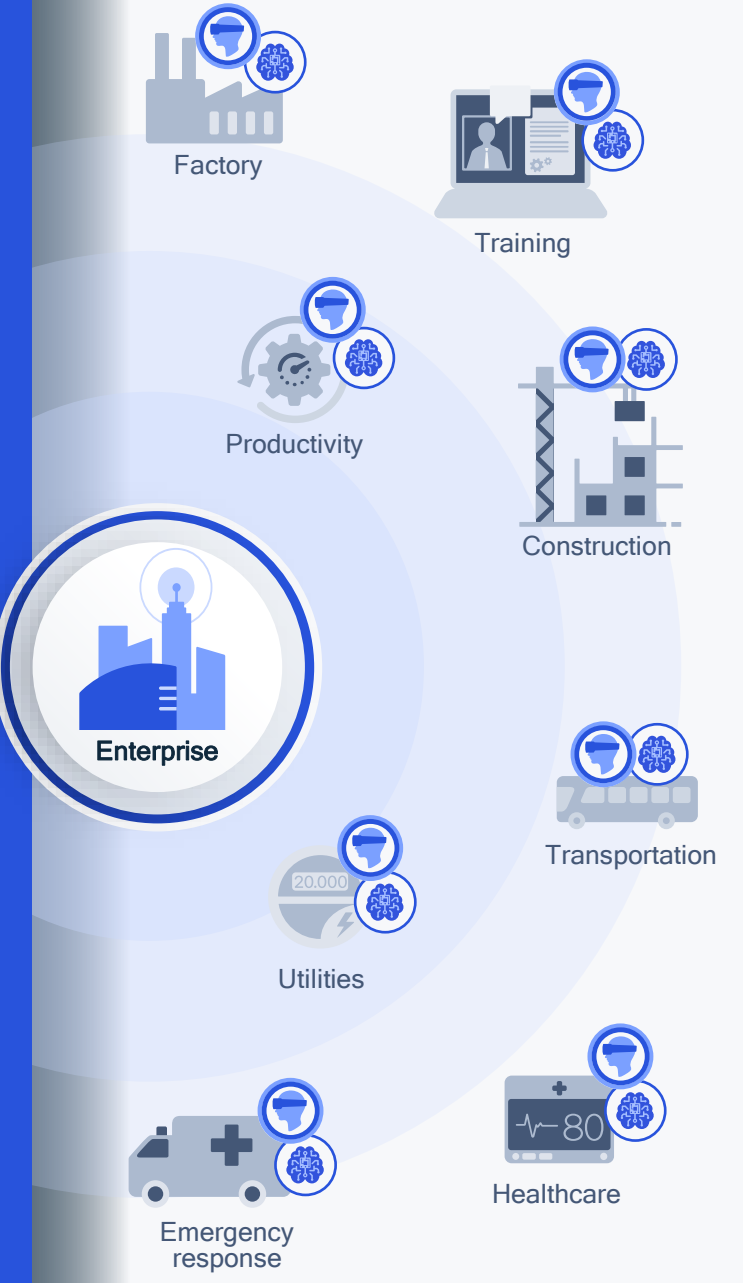 Factory
Training
Productivity
Construction
Enterprise
Transportation
20.000
Utilities
80
Healthcare
Emergency
response